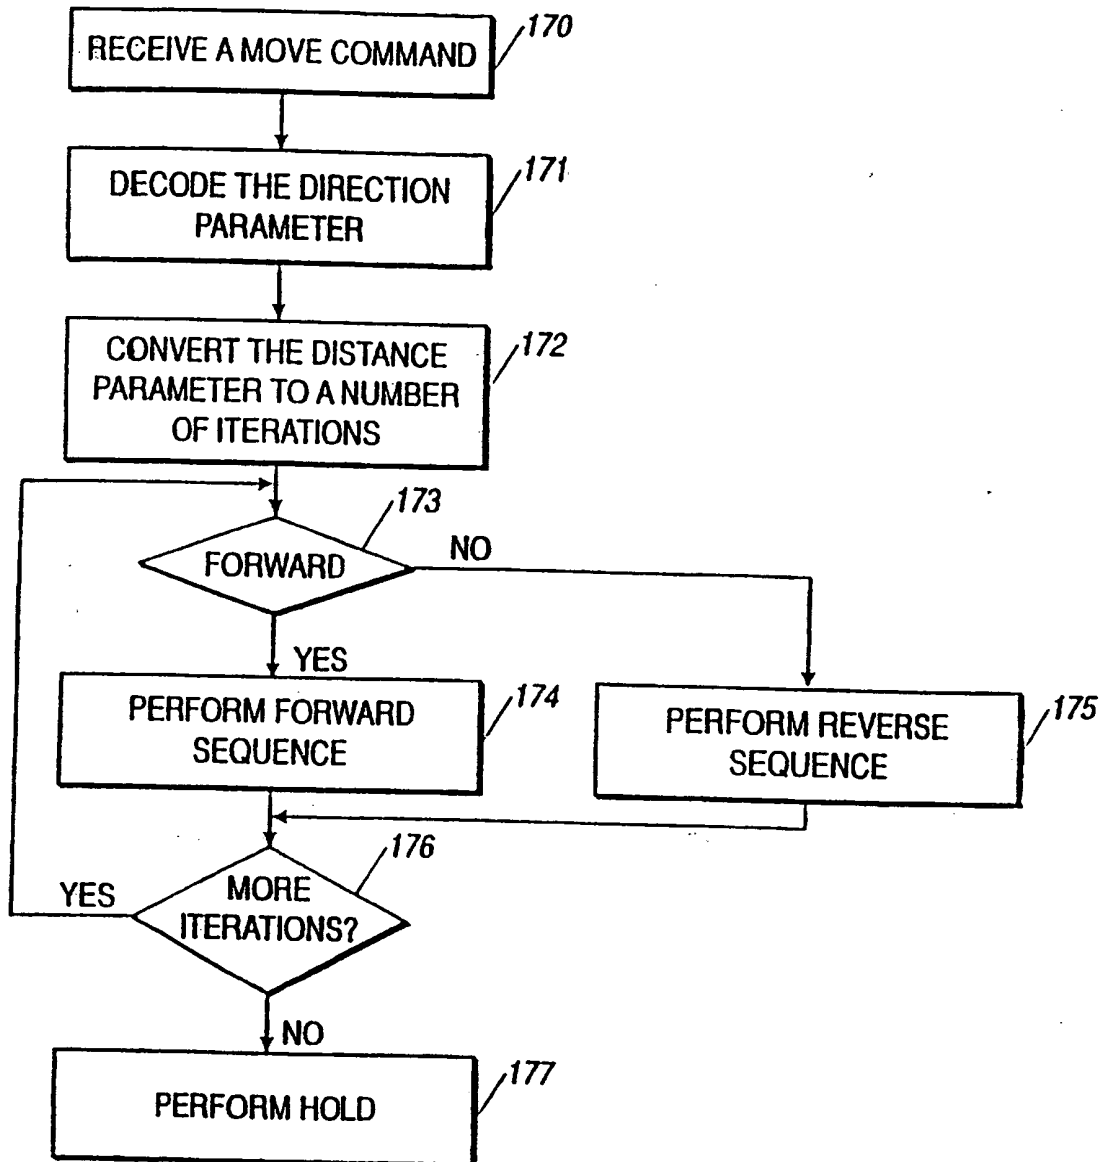 RECEIVE A MOVE COMMAND
170
DECODE THE DIRECTION
PARAMETER
171
CONVERT THE DISTANCE
PARAMETER TO A NUMBER
OF ITERATIONS
172
173
FORWARD
NO
YES
PERFORM FORWARD
SEQUENCE
174
PERFORM REVERSE
SEQUENCE
175
176
YES
MORE
ITERATIONS?
NO
PERFORM HOLD
177